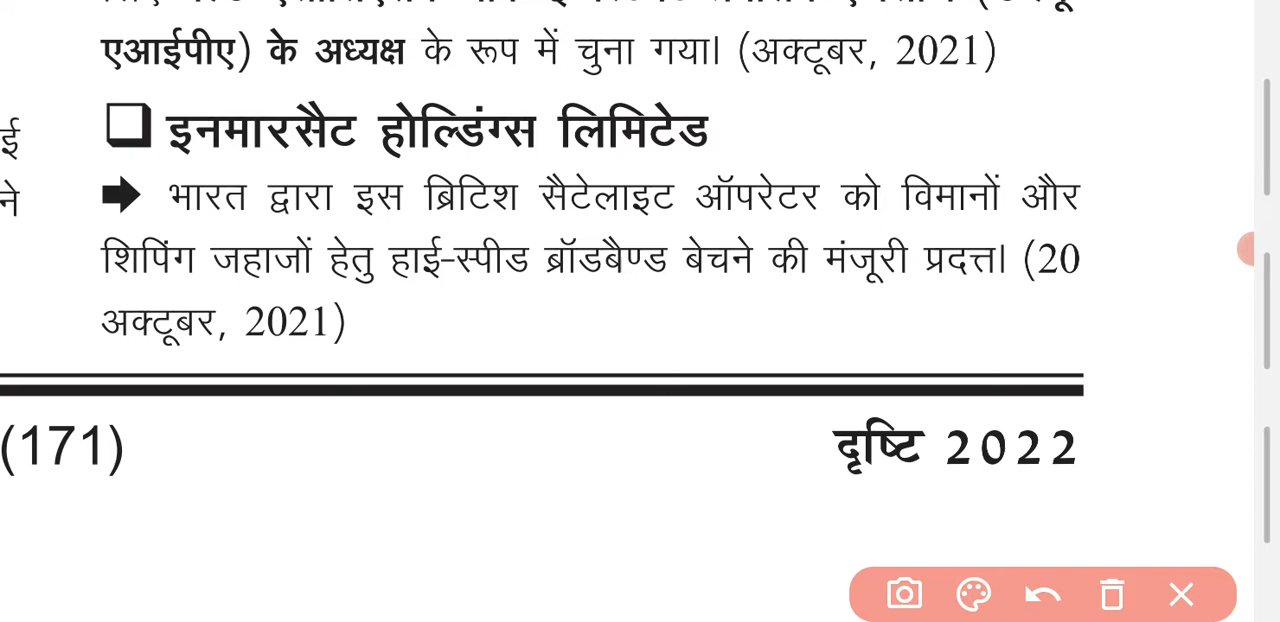 एआईपीए) के अध्यक्ष के रूप में चुना गया। (अक्टूबर, 2021)
इनमारसैट होल्डिंग्स लिमिटेड
ई
भारत द्वारा इस ब्रिटिश सैटेलाइट ऑपरेटर को विमानों और
ने
शिपिंग जहाजों हेतु हाई-स्पीड ब्रॉडबैण्ड बेचने की मंजूरी प्रदत्त। (20
अक्टूबर, 2021)
(171)
दृष्टि 2022